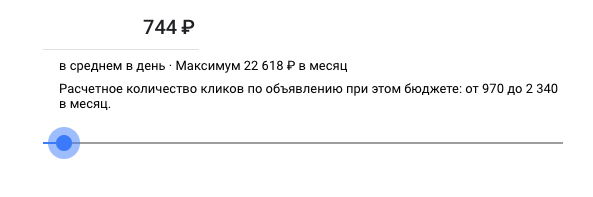 744 ₽
в среднем в день · Максимум 22 618 ₽ в месяц
Расчетное количество кликов по объявлению при этом бюджете: от 970 до 2 340
в месяц.